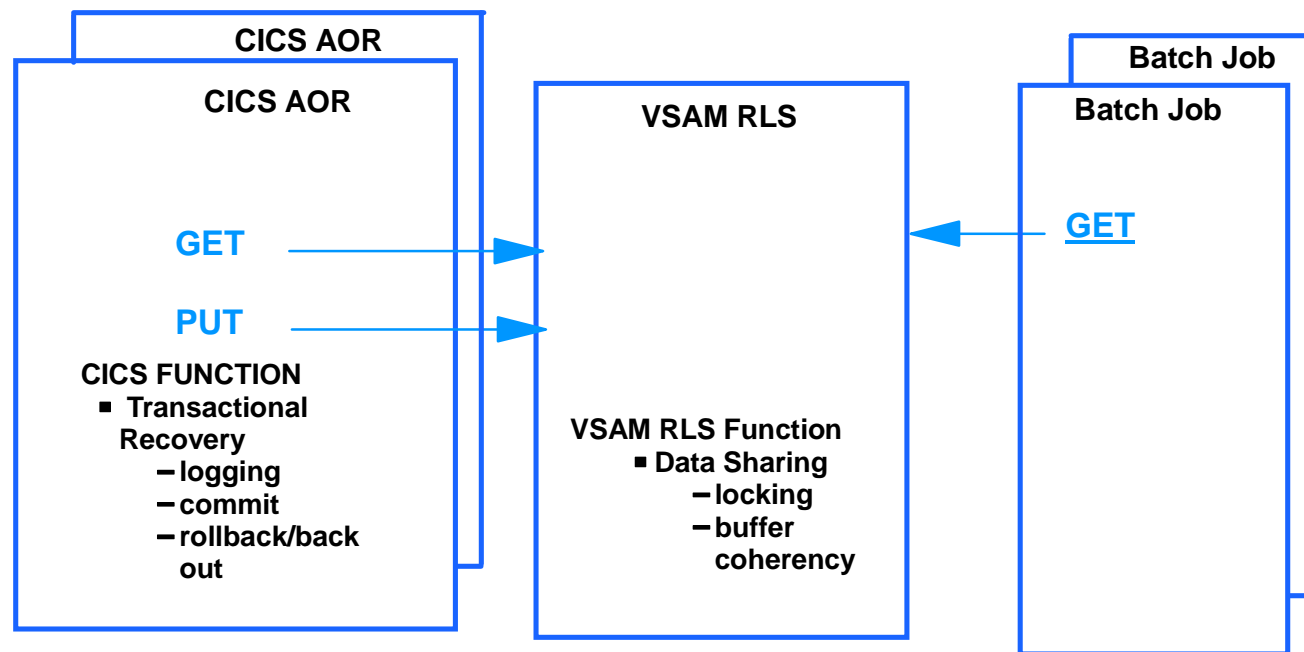 CICS AOR
CICS AOR
GET
PUT
CICS FUNCTION
▪ Transactional
Recovery
– logging
– commit
– rollback/back
out
VSAM RLS
VSAM RLS Function
▪ Data Sharing
– locking
– buffer
coherency
Batch Job
Batch Job
GET